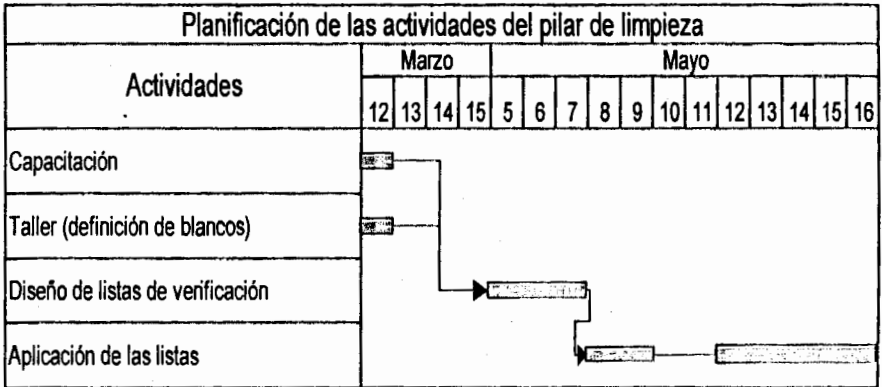 Planificación de las actividades del pilar de limpieza
Actividades
Marzo
Mayo
12 13 14 15 5 6 7 8 9 10 11 12 13 14 15 16
Capacitación
Taller (definición de blancos)
Diseño de listas de verificación
Aplicación de las listas